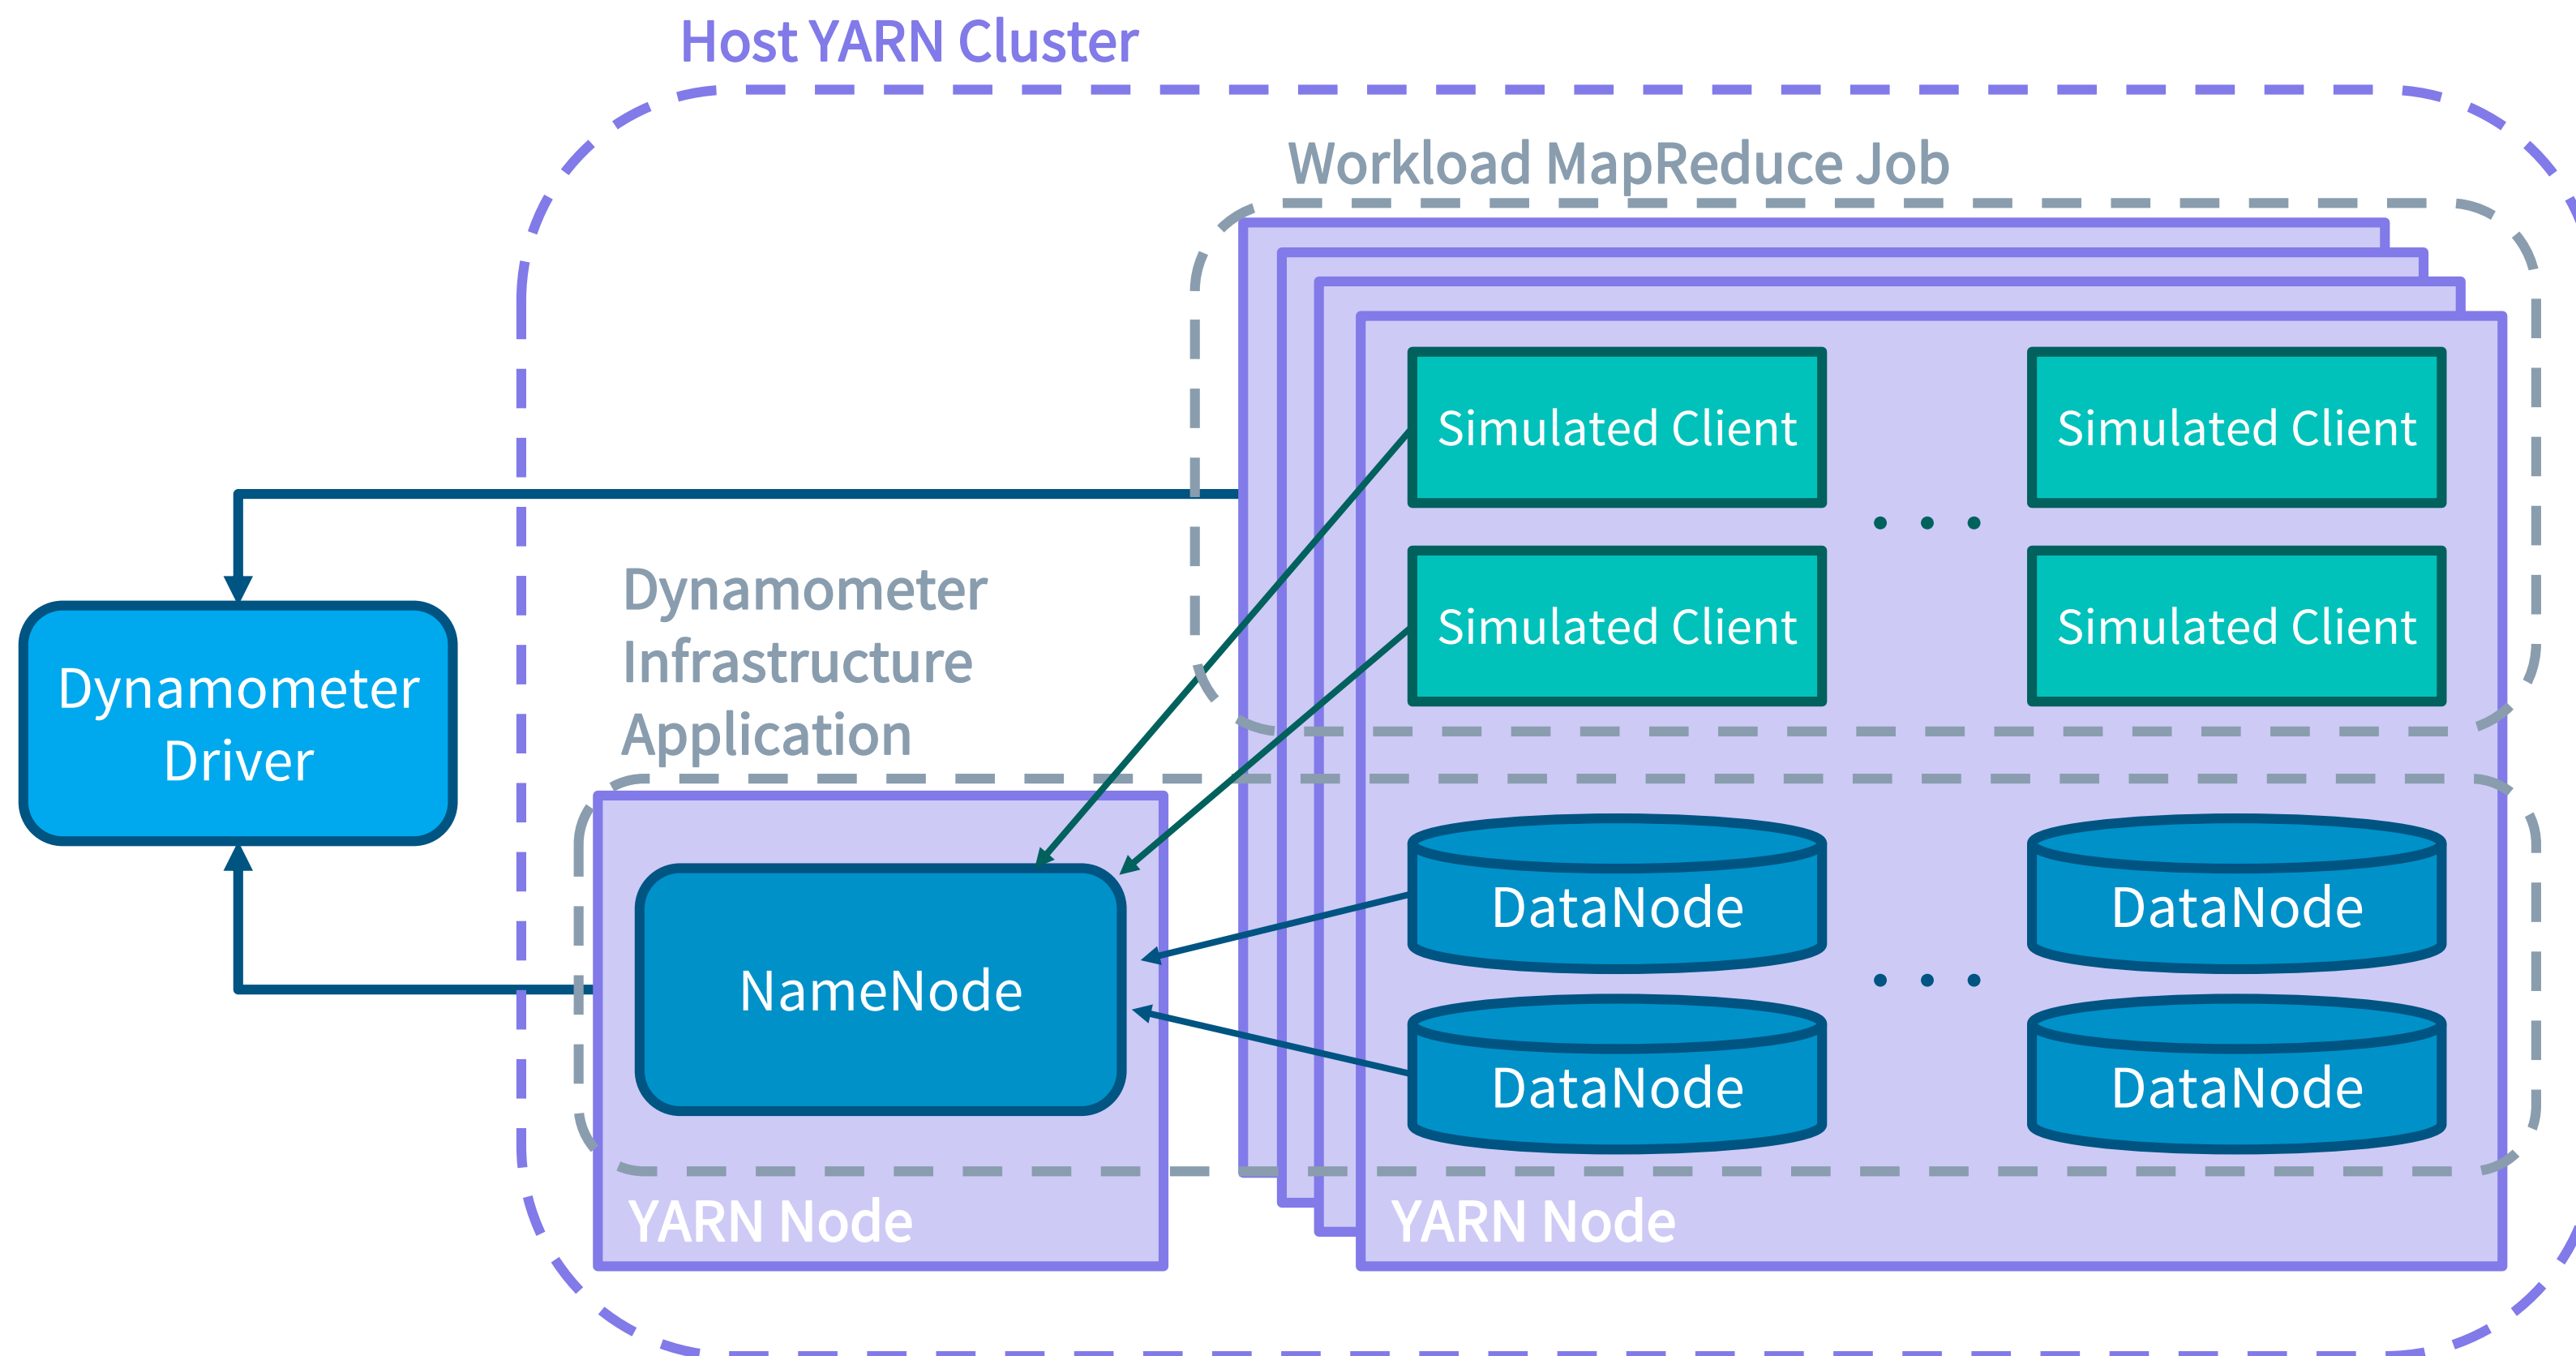 Host YARN Cluster
Workload MapReduce Job
Simulated Client
Simulated Client
Simulated Client
Simulated Client
Dynamometer
Infrastructure
Application
Dynamometer
Driver
NameNode
DataNode
DataNode
DataNode
DataNode
YARN Node
YARN Node